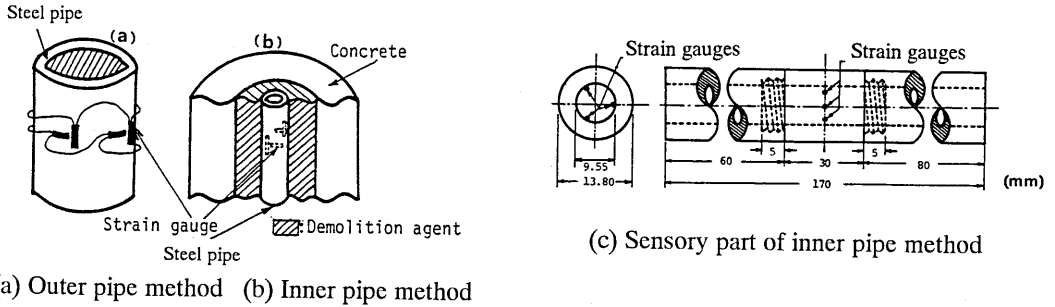 Steel pipe
(a)
(b)
Concrete
Strain gauge
Steel pipe
:Demolition agent
(a) Outer pipe method (b) Inner pipe method
Strain gauges
Strain gauges
5
5
60
30
80
9.55
13.80
170
(mm)
(c) Sensory part of inner pipe method